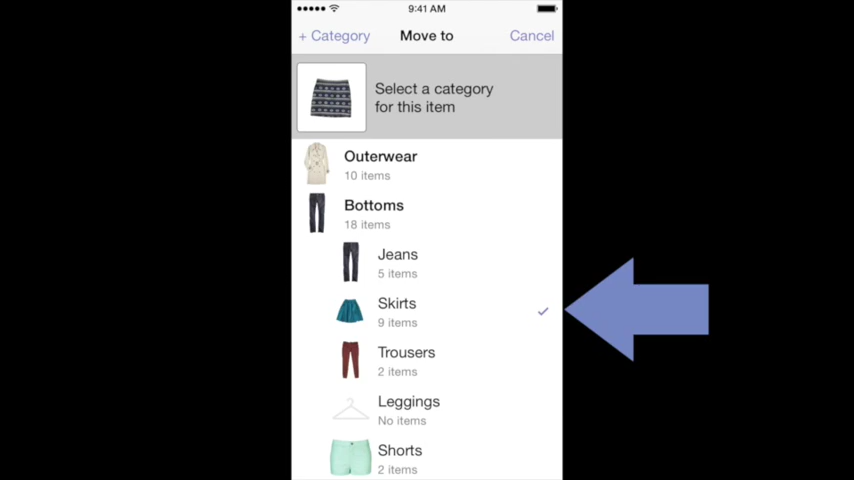 9:41 AM
+ Category
Move to
Cancel
Select a category
for this item
Outerwear
10 items
Bottoms
18 items
Jeans
5 items
Skirts
9 items
Trousers
2 items
Leggings
No items
Shorts
2 items